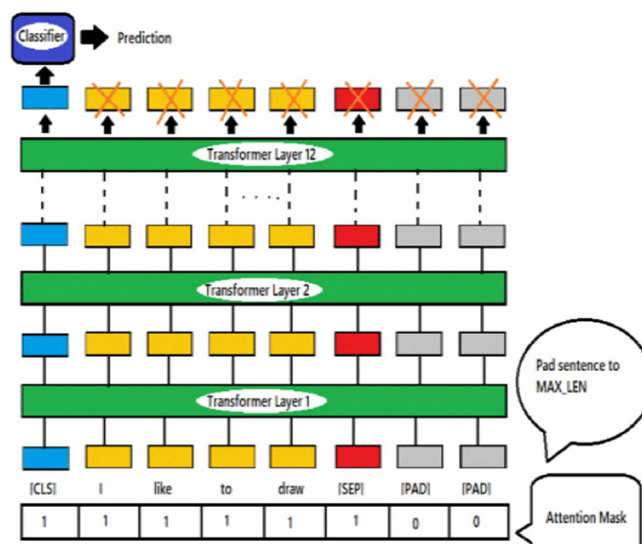 Classifier
Prediction
Transformer Layer 12
Transformer Layer 2
Transformer Layer 1
Pad sentence to
MAX_LEN
[CLS] I like to draw [SEP] [PAD] [PAD]
1 1 1 1 1 1 0 0
Attention Mask